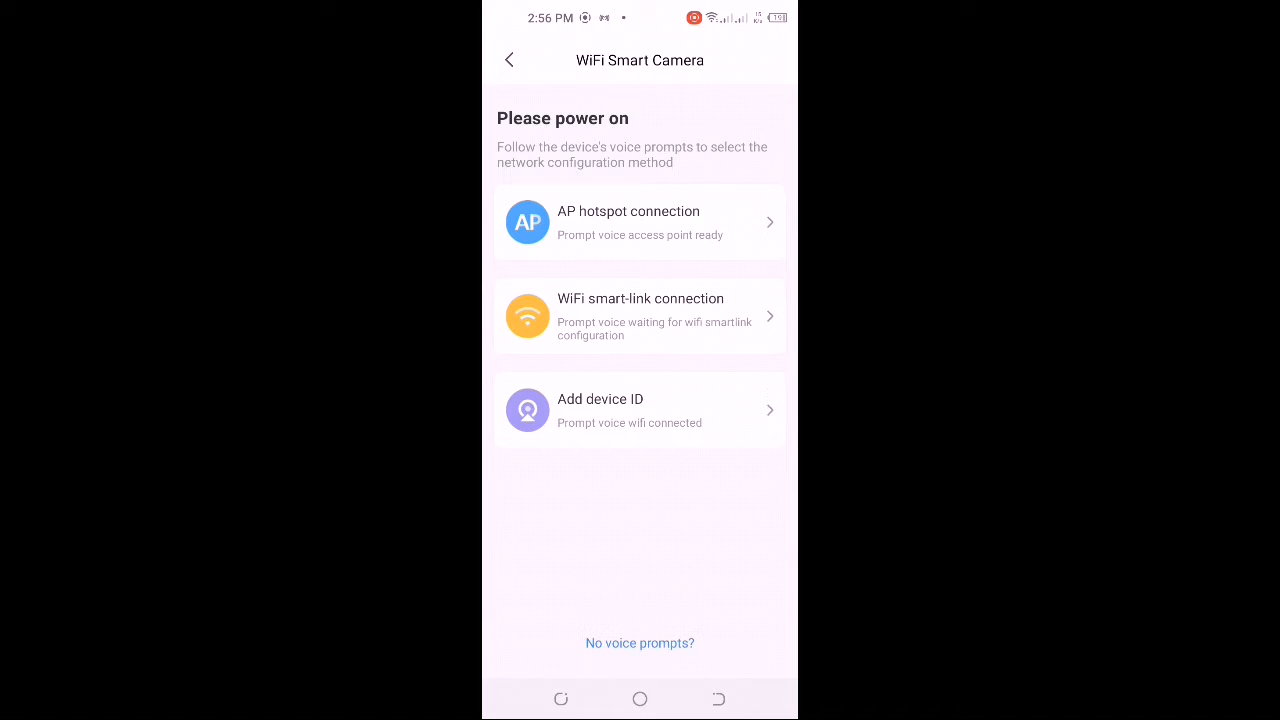 2:56 PM
WiFi Smart Camera
Please power on
Follow the device's voice prompts to select the
network configuration method
AP
AP hotspot connection
Prompt voice access point ready
WiFi smart-link connection
Prompt voice waiting for wifi smartlink
configuration
Add device ID
Prompt voice wifi connected
No voice prompts?